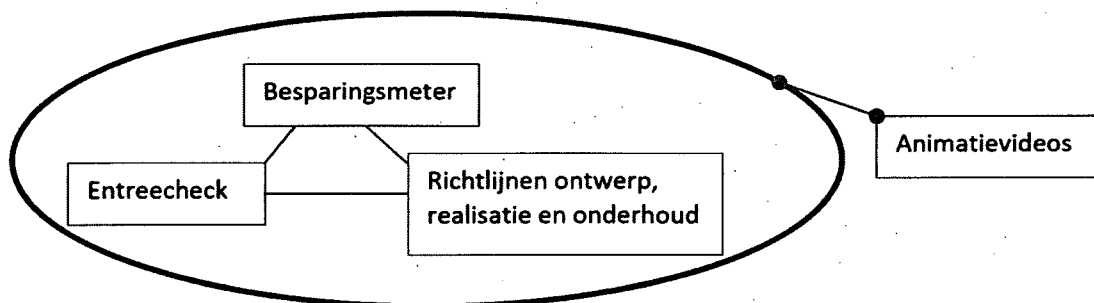 Besparingsmeter
Animatievideos
Entreecheck
Richtlijnen ontwerp,
realisatie en onderhoud